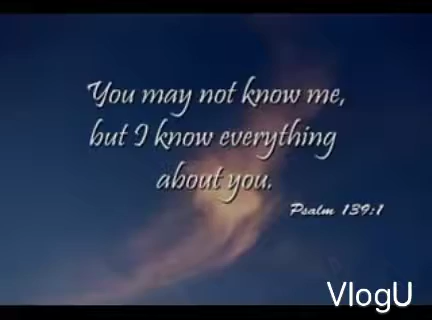 You may not know me,
but I know everything
about you.
Psalm 139:1
VlogU